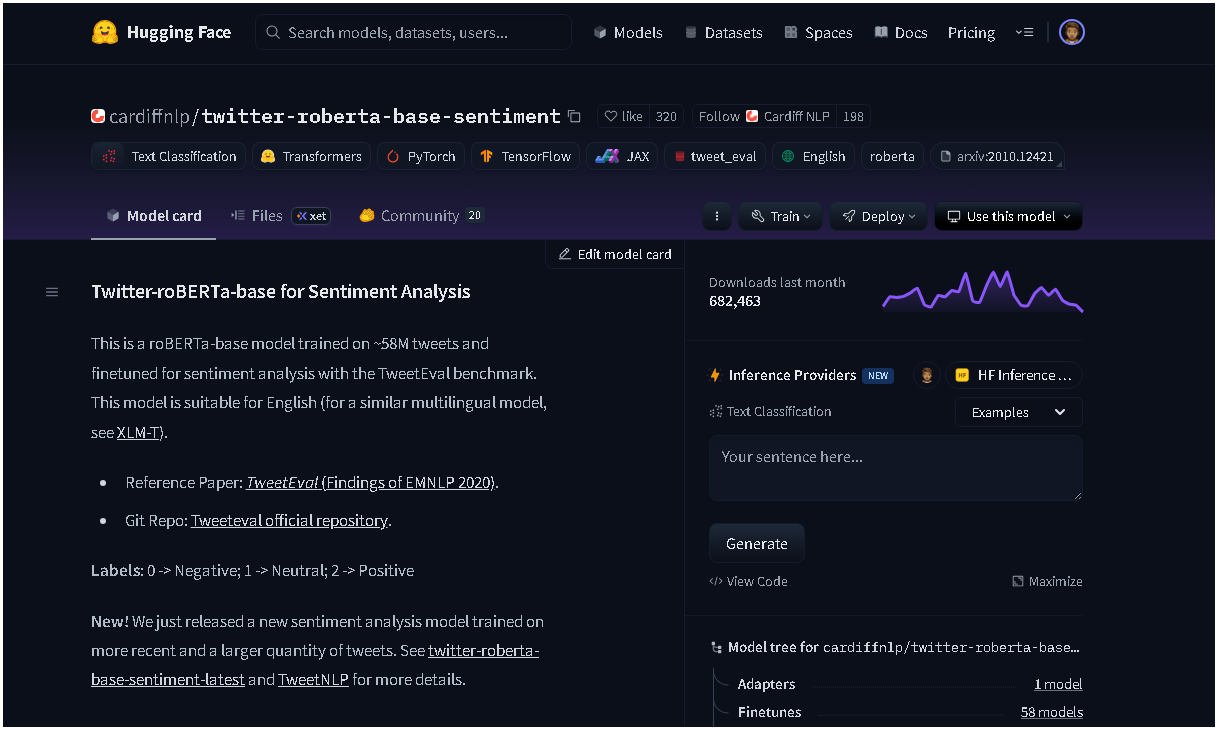 Hugging Face
Search models, datasets, users...
Models
Datasets
Spaces
Docs
Pricing
cardiffnlp/twitter-roberta-base-sentiment
like 320
Follow Cardiff NLP 198
Text Classification
Transformers
PyTorch
TensorFlow
JAX
tweet_eval
English
roberta
arxiv:2010.12421
Model card
Files xet
Community 20
Train
Deploy
Use this model
Edit model card
Twitter-roBERTa-base for Sentiment Analysis
This is a roBERTa-base model trained on ~58M tweets and
finetuned for sentiment analysis with the TweetEval benchmark.
This model is suitable for English (for a similar multilingual model,
see XLM-T).
Reference Paper: TweetEval (Findings of EMNLP 2020).
Git Repo: Tweeteval official repository.
Labels: 0 -> Negative; 1 -> Neutral; 2 -> Positive
New! We just released a new sentiment analysis model trained on
more recent and a larger quantity of tweets. See twitter-roberta-
base-sentiment-latest and TweetNLP for more details.
Downloads last month
682,463
Inference Providers NEW
HF Inference ...
Text Classification
Examples
Your sentence here...
Generate
</> View Code
Maximize
Model tree for cardiffnlp/twitter-roberta-base...
Adapters 1 model
Finetunes 58 models